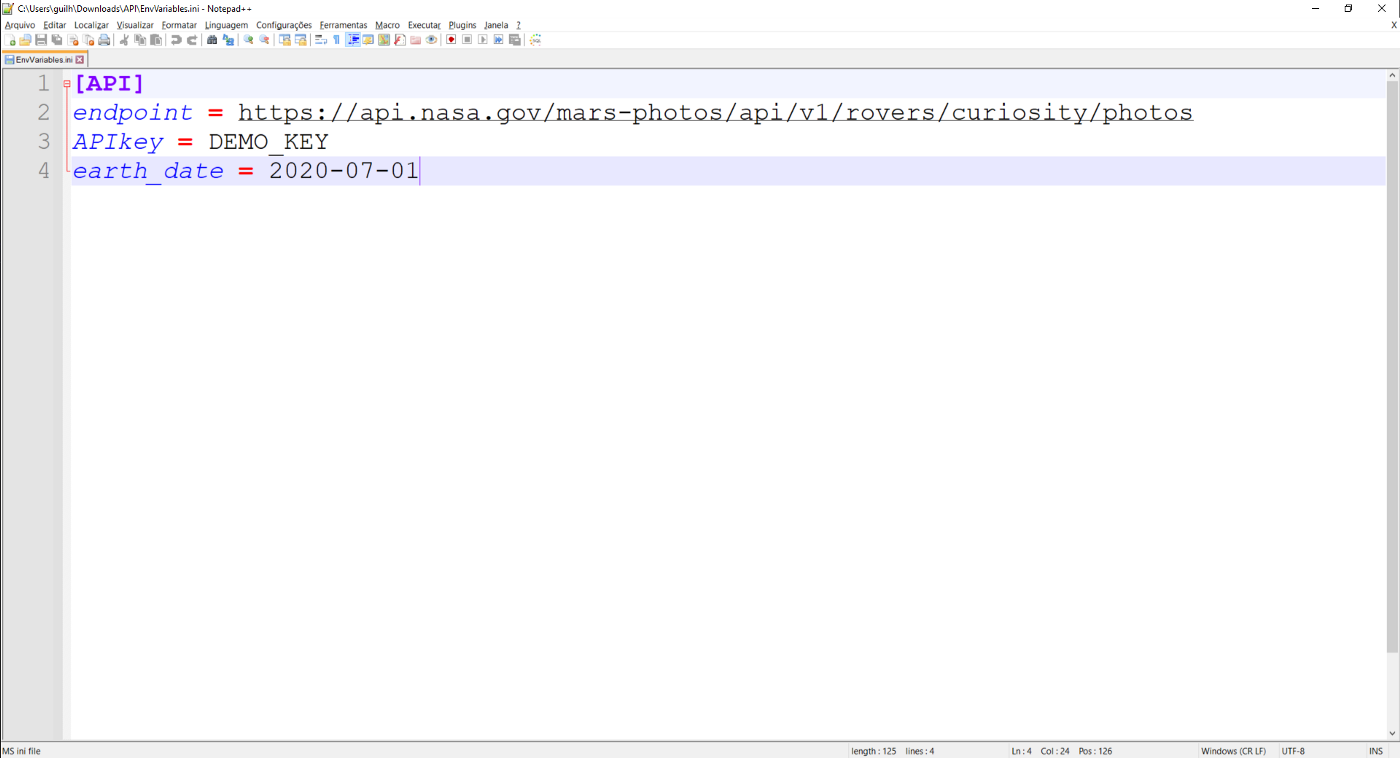 C:\Users\guilh\Downloads\API\EnvVariables.ini - Notepad++
Arquivo Editar Localizar Visualizar Formatar Linguagem Configurações Ferramentas Macro Executar Plugins Janela ? X
EnvVariables.ini
1 [API]
2 endpoint = https://api.nasa.gov/mars-photos/api/v1/rovers/curiosity/photos
3 APIkey = DEMO_KEY
4 earth_date = 2020-07-01
MS ini file length : 125 lines : 4 Ln : 4 Col : 24 Pos : 126 Windows (CR LF) UTF-8 INS